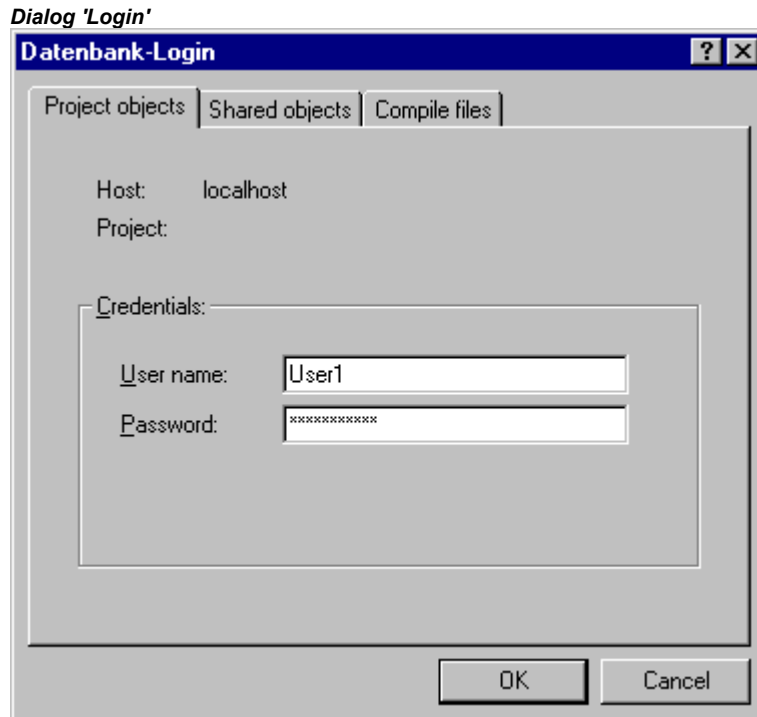 Dialog 'Login'
Datenbank-Login
Project objects Shared objects Compile files
Host: localhost
Project:
Credentials:
User name: User1
Password: ***********
OK Cancel